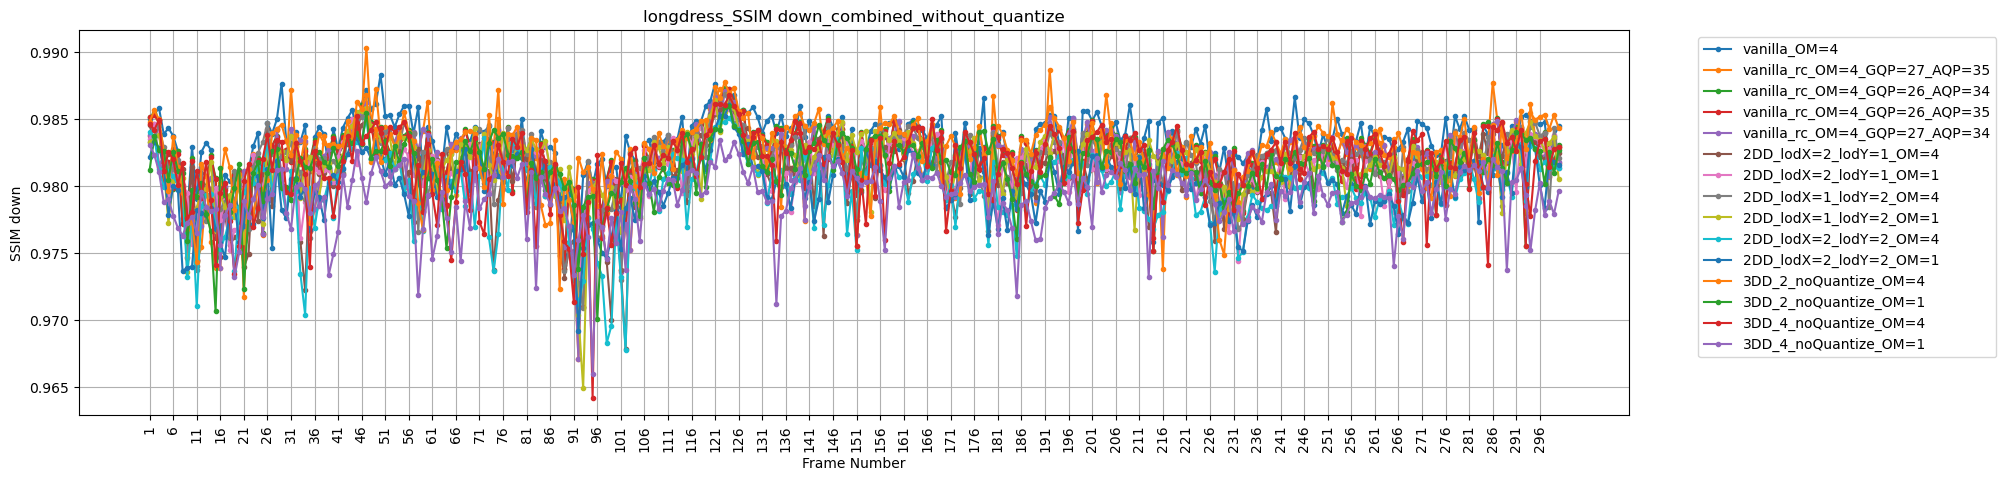 longdress_SSIM down_combined_without_quantize
SSIM down
0.990
0.985
0.980
0.975
0.970
0.965
1 6 11 16 21 26 31 36 41 46 51 56 61 66 71 76 81 86 91 96 101 106 111 116 121 126 131 136 141 146 151 156 161 166 171 176 181 186 191 196 201 206 211 216 221 226 231 236 241 246 251 256 261 266 271 276 281 286 291 296
Frame Number
vanilla_OM=4
vanilla_rc_OM=4_GQP=27_AQP=35
vanilla_rc_OM=4_GQP=26_AQP=34
vanilla_rc_OM=4_GQP=26_AQP=35
vanilla_rc_OM=4_GQP=27_AQP=34
2DD_lodX=2_lodY=1_OM=4
2DD_lodX=2_lodY=1_OM=1
2DD_lodX=1_lodY=2_OM=4
2DD_lodX=1_lodY=2_OM=1
2DD_lodX=2_lodY=2_OM=4
2DD_lodX=2_lodY=2_OM=1
3DD_2_noQuantize_OM=4
3DD_2_noQuantize_OM=1
3DD_4_noQuantize_OM=4
3DD_4_noQuantize_OM=1